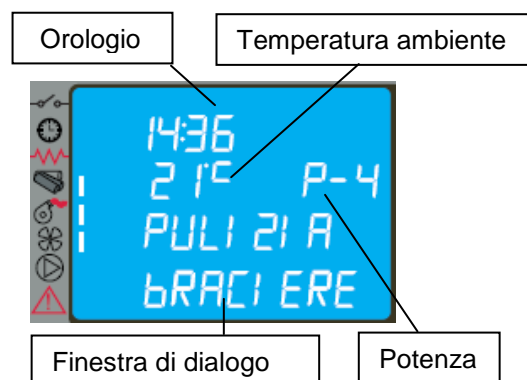 Orologio
Temperatura ambiente
14:36
21°C P-4
PULIZIA
bRACIERE
Finestra di dialogo
Potenza